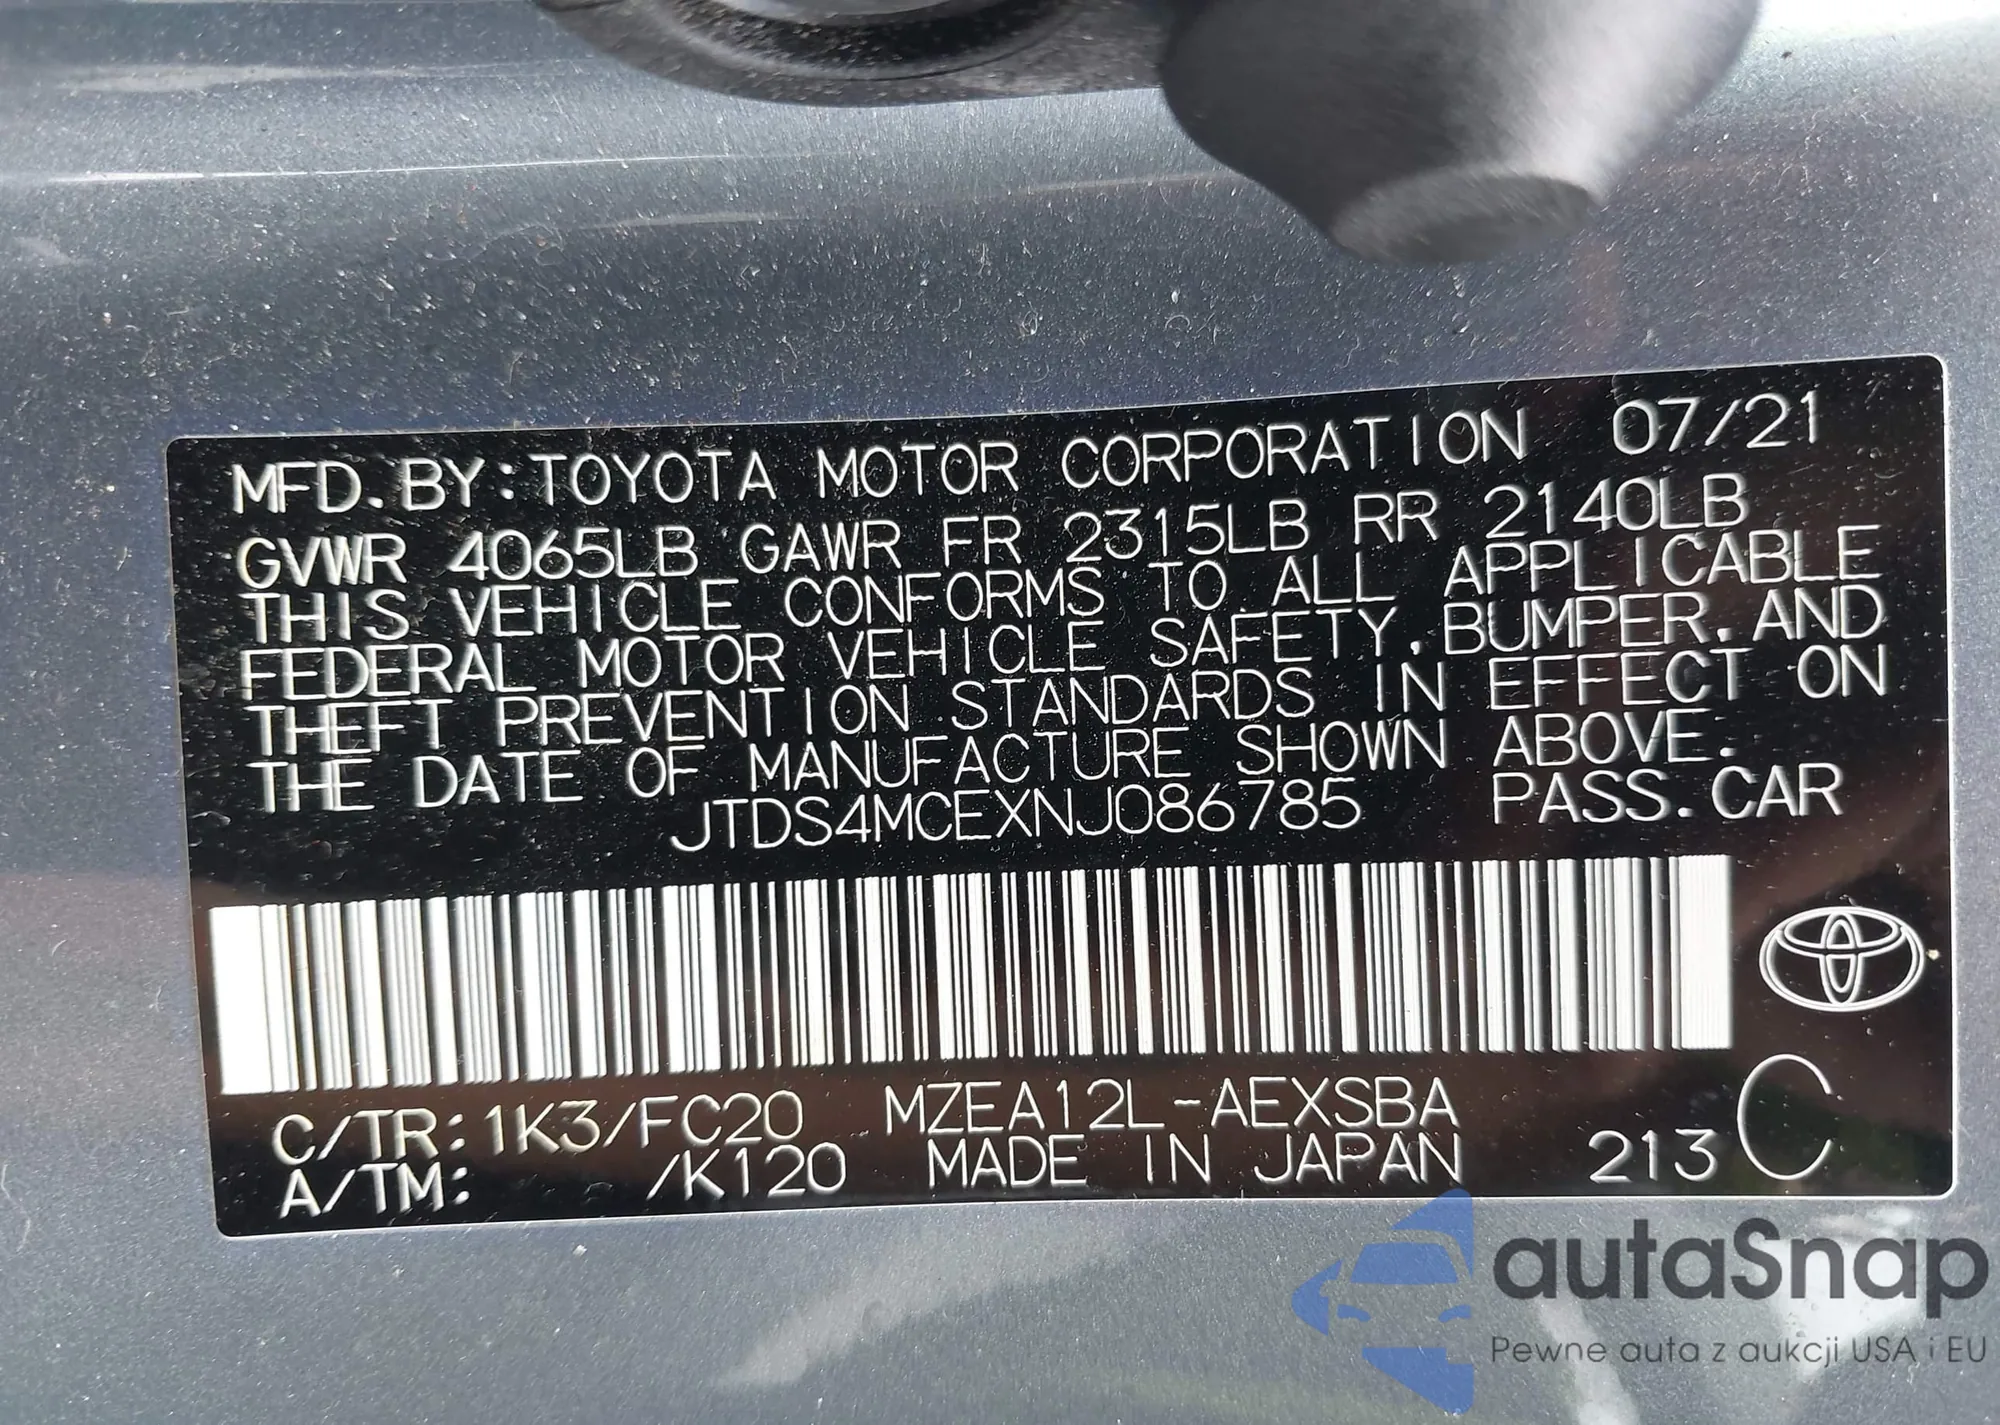 MFD. BY: TOYOTA MOTOR CORPORATION 07/21
GVWR 4065LB GAWR FR 2315LB RR 2140LB
THIS VEHICLE CONFORMS TO ALL APPLICABLE
FEDERAL MOTOR VEHICLE SAFETY, BUMPER, AND
THEFT PREVENTION STANDARDS IN EFFECT ON
THE DATE OF MANUFACTURE SHOWN ABOVE.
JTDS4MCEXNJ086785 PASS. CAR
C/TR: 1K3/FC20 MZEA12L-AEXSBA
A/TM: /K120 MADE IN JAPAN 213 C
autaSnap
Pewne auta z aukcji USA i EU